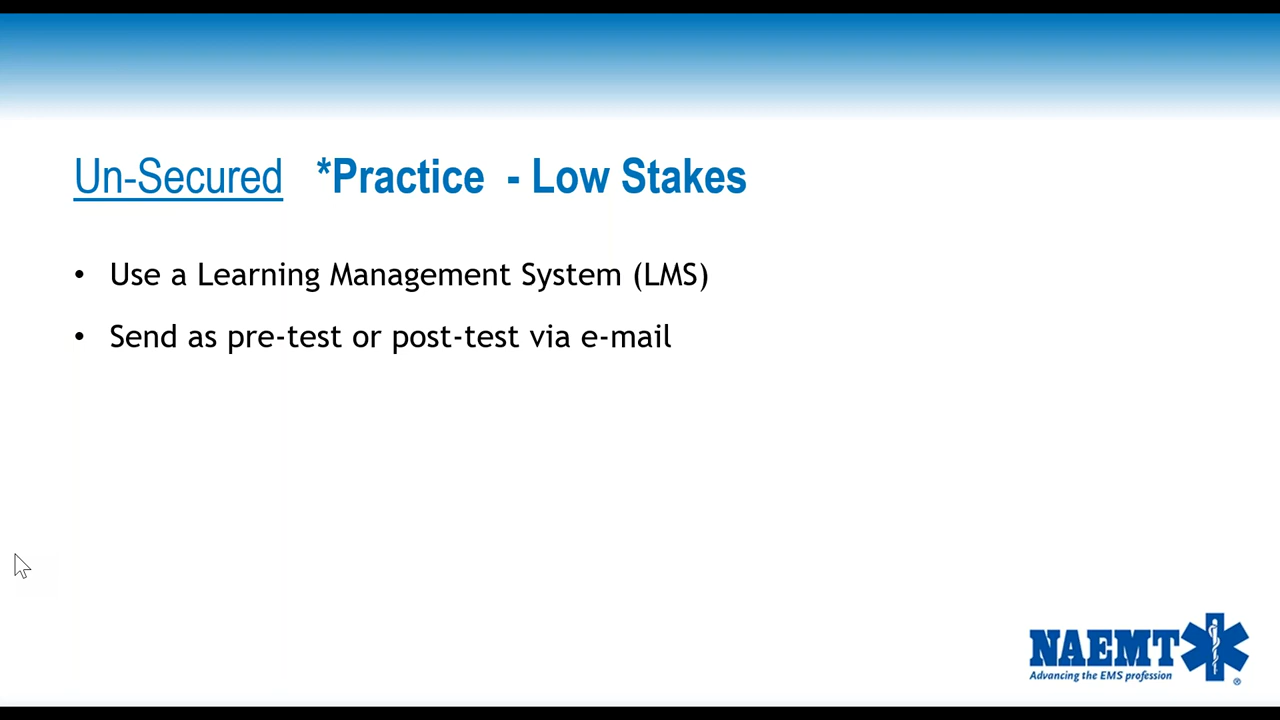 Un-Secured *Practice - Low Stakes
• Use a Learning Management System (LMS)
• Send as pre-test or post-test via e-mail
NAEMT
Advancing the EMS profession ®